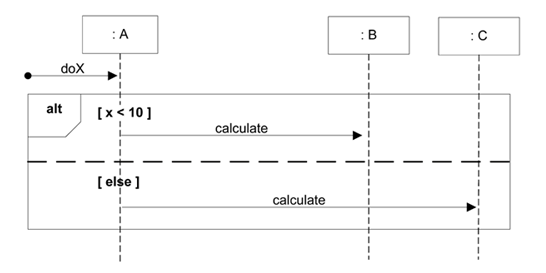 : A
: B
: C
doX
alt
[ x < 10 ]
calculate
[ else ]
calculate